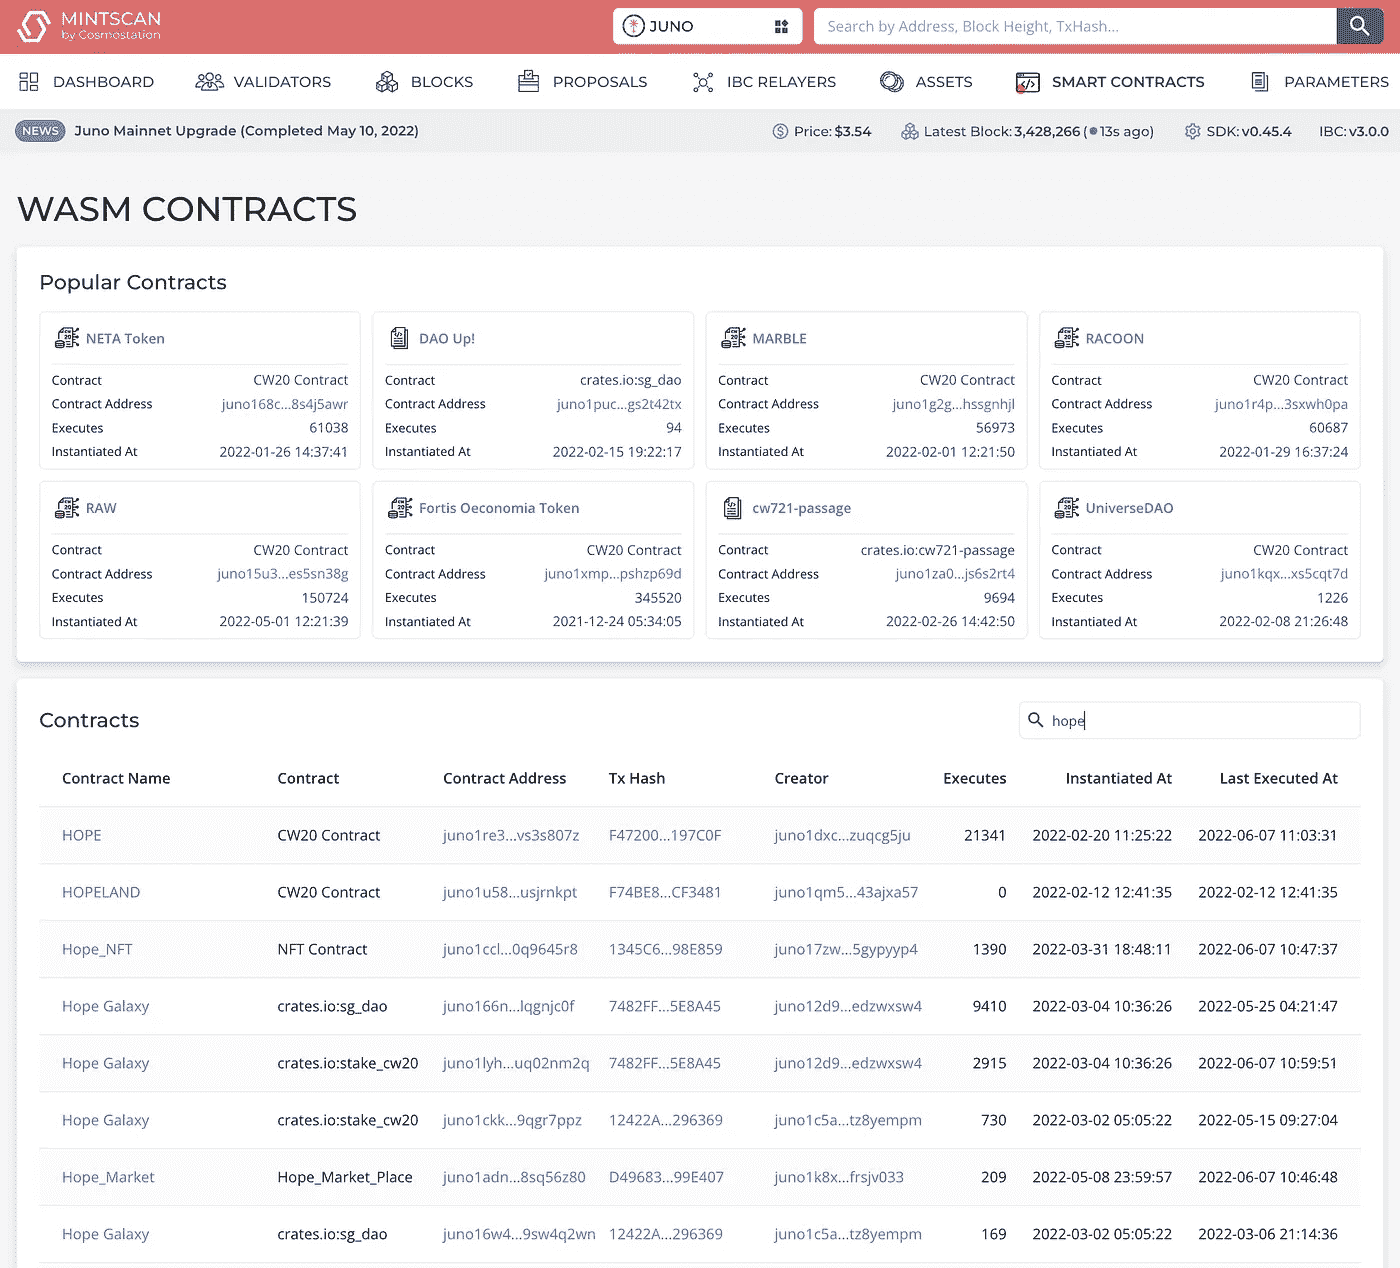 MINTSCAN
by Cosmostation
JUNO
Search by Address, Block Height, TxHash...
DASHBOARD VALIDATORS BLOCKS PROPOSALS IBC RELAYERS ASSETS SMART CONTRACTS PARAMETERS
NEWS Juno Mainnet Upgrade (Completed May 10, 2022) Price: $3.54 Latest Block: 3,428,266 (13s ago) SDK: v0.45.4 IBC: v3.0.0
WASM CONTRACTS
Popular Contracts
NETA Token
Contract CW20 Contract
Contract Address juno168c...8s4j5awr
Executes 61038
Instantiated At 2022-01-26 14:37:41
DAO Up!
Contract crates.io:sg_dao
Contract Address juno1puc...gs2t42tx
Executes 94
Instantiated At 2022-02-15 19:22:17
MARBLE
Contract CW20 Contract
Contract Address juno1g2g...hssgnhjl
Executes 56973
Instantiated At 2022-02-01 12:21:50
RACOON
Contract CW20 Contract
Contract Address juno1r4p...3sxwh0pa
Executes 60687
Instantiated At 2022-01-29 16:37:24
RAW
Contract CW20 Contract
Contract Address juno15u3...es5sn38g
Executes 150724
Instantiated At 2022-05-01 12:21:39
Fortis Oeconomia Token
Contract CW20 Contract
Contract Address juno1xmp...pshzp69d
Executes 345520
Instantiated At 2021-12-24 05:34:05
cw721-passage
Contract crates.io:cw721-passage
Contract Address juno1za0...js6s2rt4
Executes 9694
Instantiated At 2022-02-26 14:42:50
UniverseDAO
Contract CW20 Contract
Contract Address juno1kqx...xs5cqt7d
Executes 1226
Instantiated At 2022-02-08 21:26:48
Contracts
hope
Contract Name Contract Contract Address Tx Hash Creator Executes Instantiated At Last Executed At
HOPE CW20 Contract juno1re3...vs3s807z F47200...197C0F juno1dxc...zuqcg5ju 21341 2022-02-20 11:25:22 2022-06-07 11:03:31
HOPELAND CW20 Contract juno1u58...usjrnkpt F74BE8...CF3481 juno1qm5...43ajxa57 0 2022-02-12 12:41:35 2022-02-12 12:41:35
Hope_NFT NFT Contract juno1ccl...0q9645r8 1345C6...98E859 juno17zw...5gypyyp4 1390 2022-03-31 18:48:11 2022-06-07 10:47:37
Hope Galaxy crates.io:sg_dao juno166n...lqgnjc0f 7482FF...5E8A45 juno12d9...edzwxsw4 9410 2022-03-04 10:36:26 2022-05-25 04:21:47
Hope Galaxy crates.io:stake_cw20 juno1lyh...uq02nm2q 7482FF...5E8A45 juno12d9...edzwxsw4 2915 2022-03-04 10:36:26 2022-06-07 10:59:51
Hope Galaxy crates.io:stake_cw20 juno1ckk...9qgr7ppz 12422A...296369 juno1c5a...tz8yempm 730 2022-03-02 05:05:22 2022-05-15 09:27:04
Hope_Market Hope_Market_Place juno1adn...8sq56z80 D49683...99E407 juno1k8x...frsjv033 209 2022-05-08 23:59:57 2022-06-07 10:46:48
Hope Galaxy crates.io:sg_dao juno16w4...9sw4q2wn 12422A...296369 juno1c5a...tz8yempm 169 2022-03-02 05:05:22 2022-03-06 21:14:36